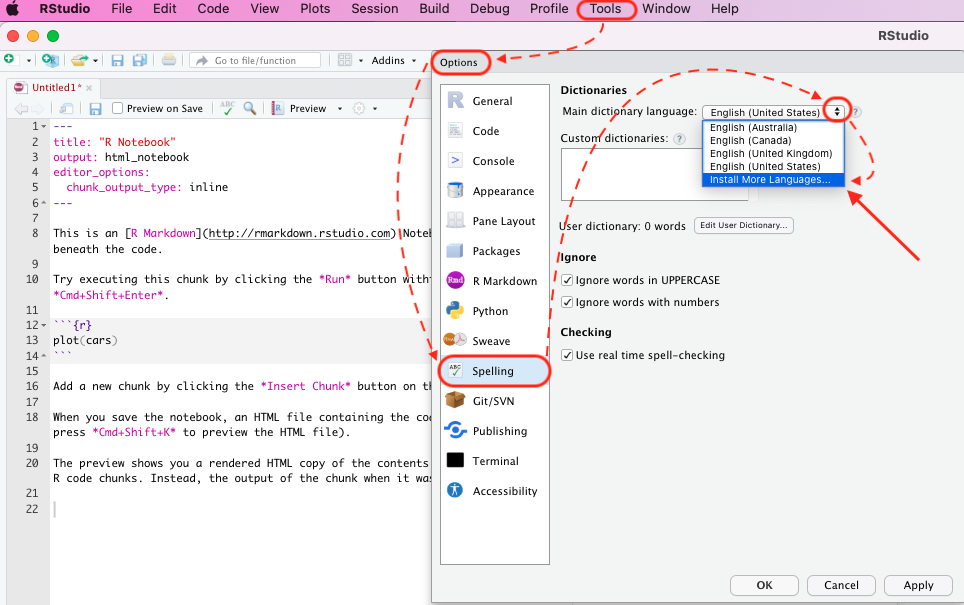 RStudio File Edit Code View Plots Session Build Debug Profile Tools Window Help
RStudio
Go to file/function Addins
Untitled1*
Preview on Save ABC Preview
1 ---
2 title: "R Notebook"
3 output: html_notebook
4 editor_options:
5 chunk_output_type: inline
6 ---
7
8 This is an [R Markdown](http://rmarkdown.rstudio.com) Noteb
beneath the code.
9
10 Try executing this chunk by clicking the *Run* button with
*Cmd+Shift+Enter*.
11
12 ```{r}
13 plot(cars)
14 ```
15
16 Add a new chunk by clicking the *Insert Chunk* button on th
17
18 When you save the notebook, an HTML file containing the cod
press *Cmd+Shift+K* to preview the HTML file).
19
20 The preview shows you a rendered HTML copy of the contents
R code chunks. Instead, the output of the chunk when it was
21
22
Options
R General
Code
> Console
Appearance
Pane Layout
Packages
Rmd R Markdown
Python
Sweave
ABC Spelling
Git/SVN
Publishing
Terminal
Accessibility
Dictionaries
Main dictionary language: English (United States) ?
English (Australia)
English (Canada)
English (United Kingdom)
English (United States)
Install More Languages...
Custom dictionaries: ?
User dictionary: 0 words Edit User Dictionary...
Ignore
Ignore words in UPPERCASE
Ignore words with numbers
Checking
Use real time spell-checking
OK Cancel Apply